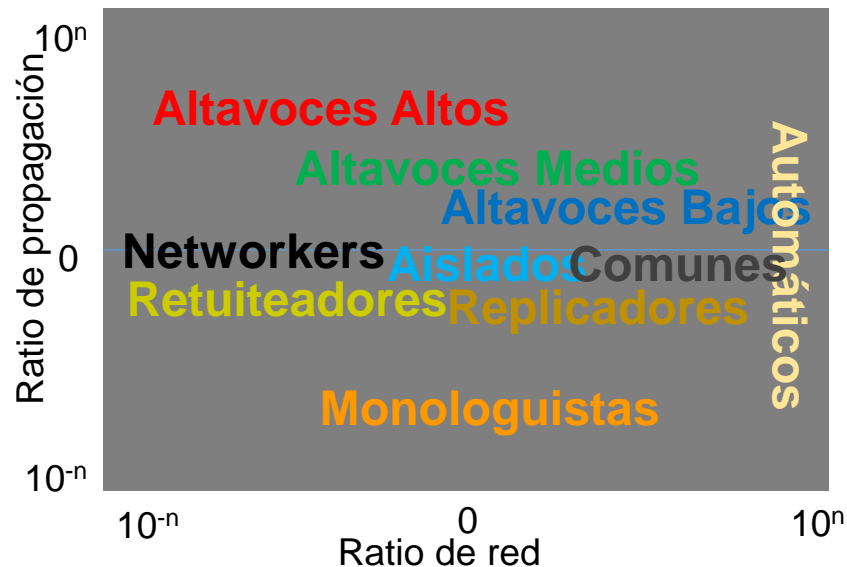 10ⁿ
Ratio de propagación
Altavoces Altos
Altavoces Medios
Altavoces Bajos
Automáticos
0
Networkers
Aislados
Comunes
Retuiteadores
Replicadores
Monologuistas
10⁻ⁿ
10⁻ⁿ
0
10ⁿ
Ratio de red